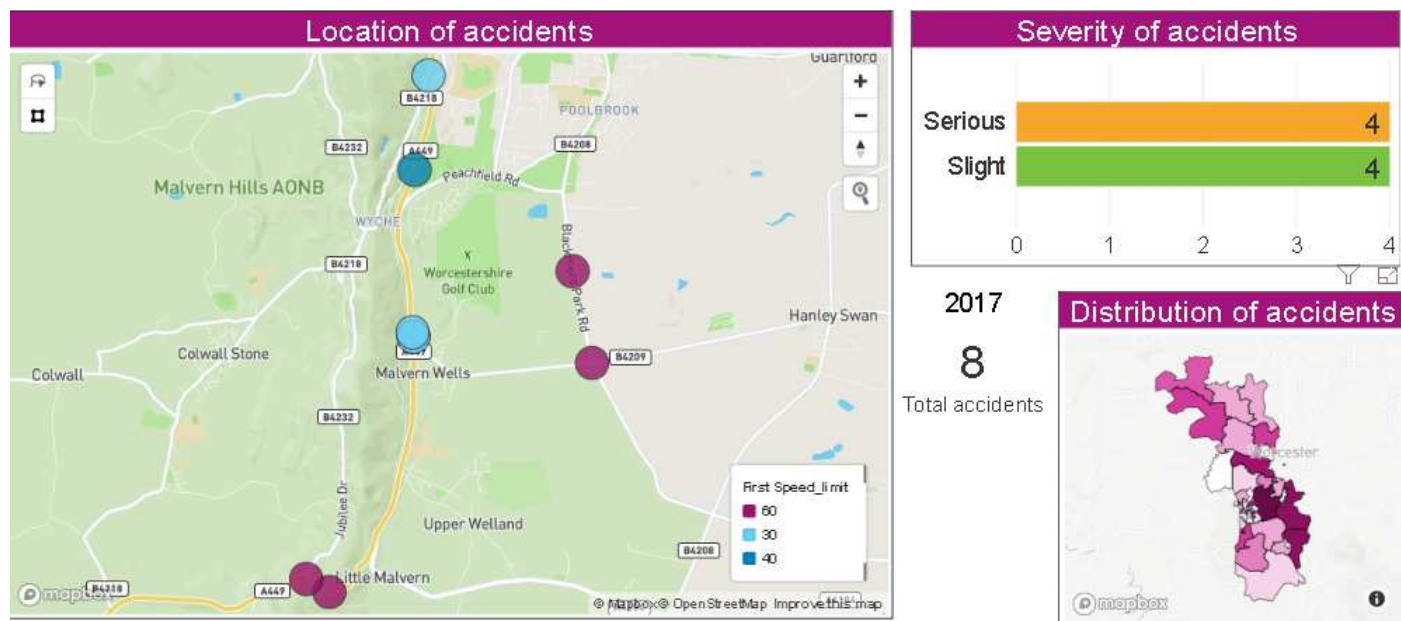 Location of accidents
Guarlford
B4218
POOLBROOK
B4232
A449
B4208
Peachfield Rd
Malvern Hills AONB
WYCHE
B4218
Worcestershire
Golf Club
Park Rd
Hanley Swan
Colwall Stone
Colwall
Malvern Wells
B4209
B4232
First Speed_limit
60
30
40
Jubilee Dr
Upper Welland
B4208
Little Malvern
A449
mapbox
© Mapbox © OpenStreetMap Improve this map
Severity of accidents
Serious
4
Slight
4
0 1 2 3 4
2017
8
Total accidents
Distribution of accidents
Worcester
mapbox